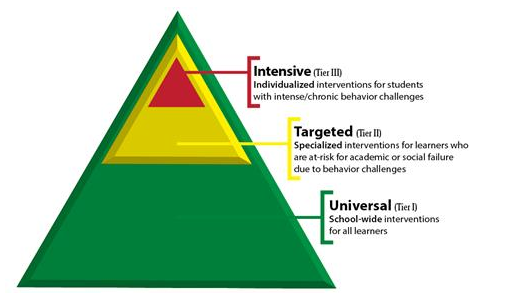 Intensive (Tier III)
Individualized interventions for students
with intense/chronic behavior challenges
Targeted (Tier II)
Specialized interventions for learners who
are at-risk for academic or social failure
due to behavior challenges
Universal (Tier I)
School-wide interventions
for all learners